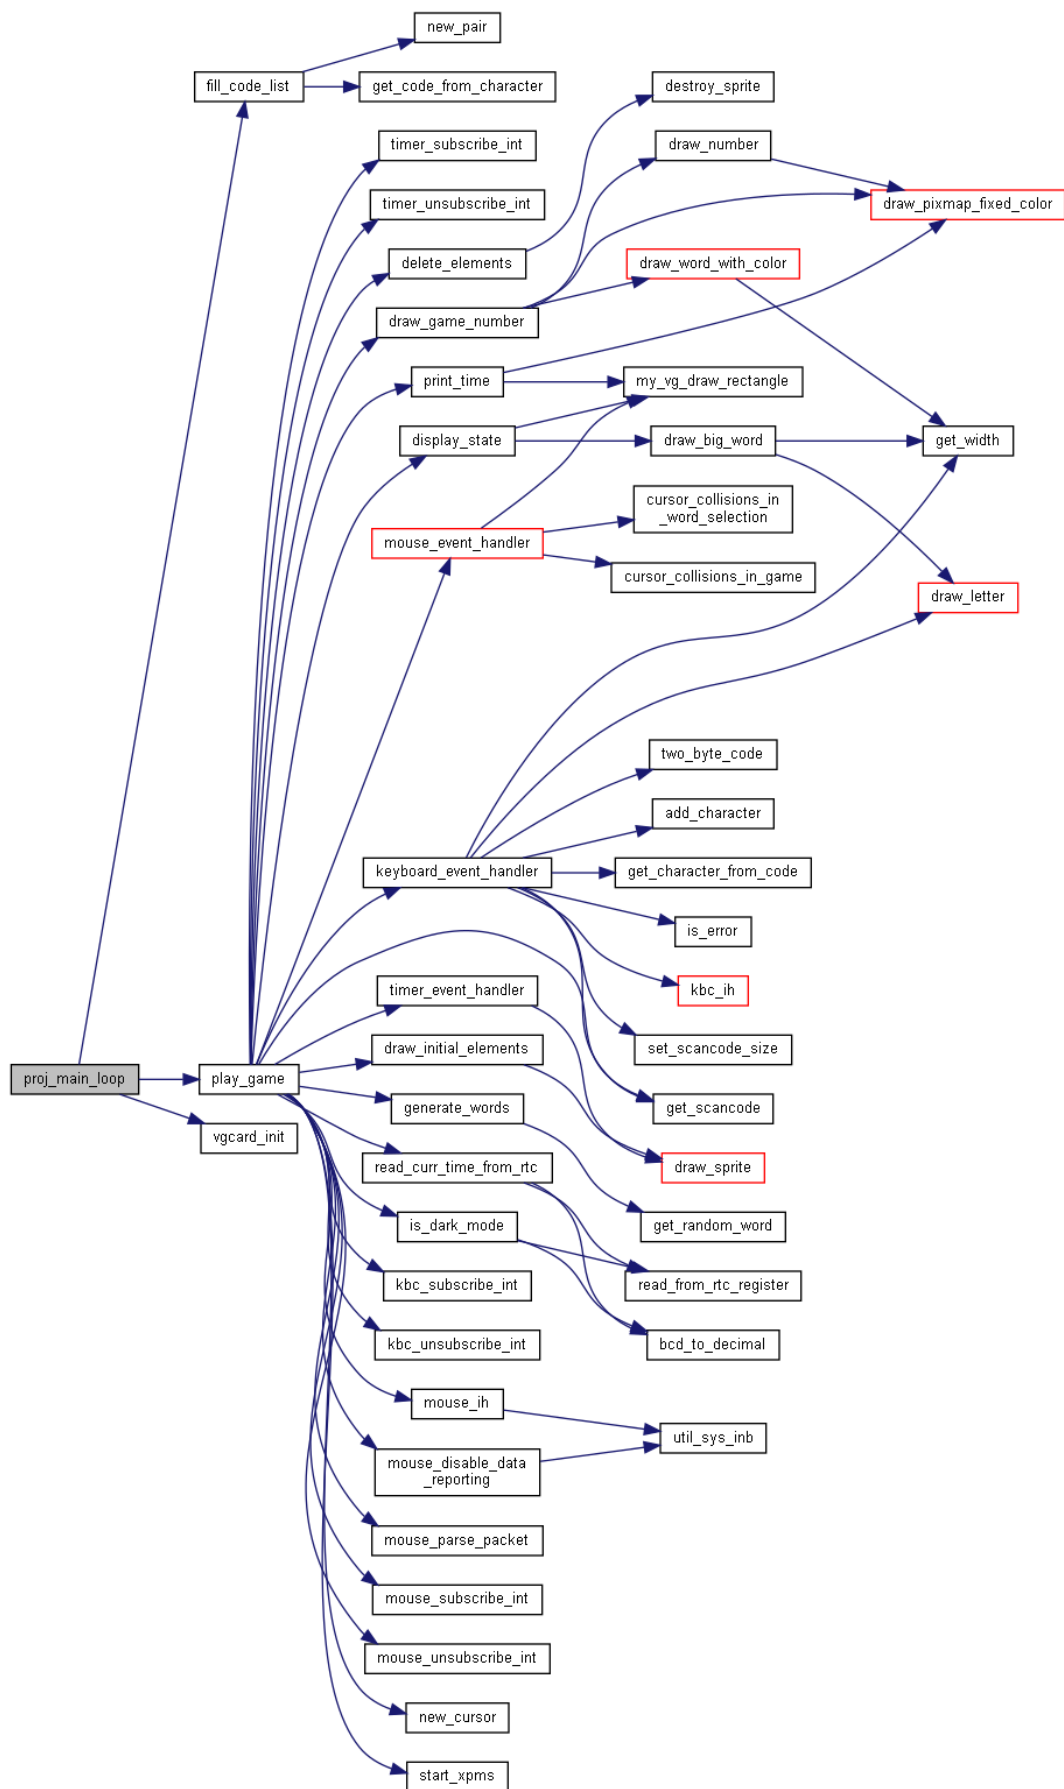 new_pair
fill_code_list
get_code_from_character
destroy_sprite
timer_subscribe_int
draw_number
timer_unsubscribe_int
draw_pixmap_fixed_color
delete_elements
draw_word_with_color
draw_game_number
print_time
my_vg_draw_rectangle
display_state
draw_big_word
get_width
cursor_collisions_in
_word_selection
mouse_event_handler
cursor_collisions_in_game
draw_letter
two_byte_code
add_character
keyboard_event_handler
get_character_from_code
is_error
timer_event_handler
kbc_ih
draw_initial_elements
set_scancode_size
proj_main_loop
play_game
generate_words
get_scancode
vgcard_init
read_curr_time_from_rtc
draw_sprite
is_dark_mode
get_random_word
kbc_subscribe_int
read_from_rtc_register
kbc_unsubscribe_int
bcd_to_decimal
mouse_ih
util_sys_inb
mouse_disable_data
_reporting
mouse_parse_packet
mouse_subscribe_int
mouse_unsubscribe_int
new_cursor
start_xpms